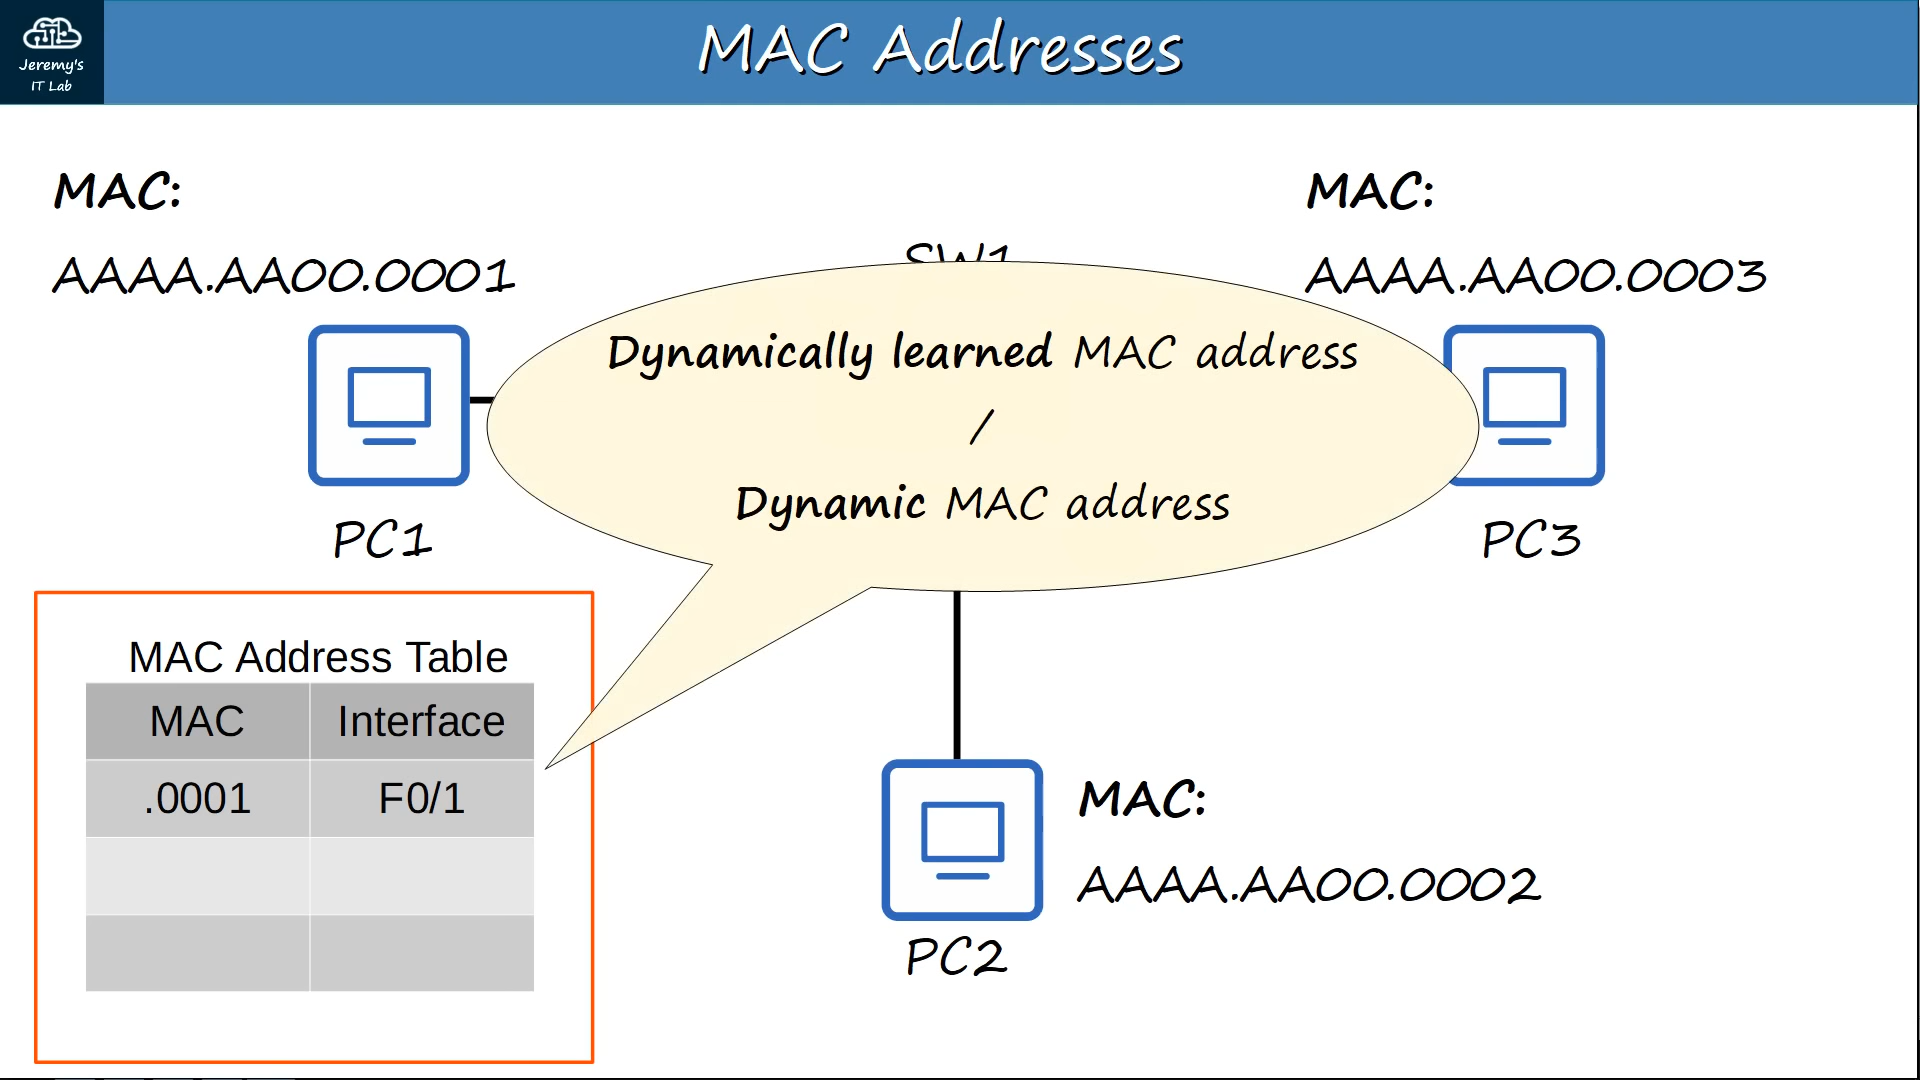 Jeremy's
IT Lab
MAC Addresses
MAC:
AAAA.AA00.0001
SW1
MAC:
AAAA.AA00.0003
Dynamically learned MAC address
/
Dynamic MAC address
PC1
PC3
MAC Address Table
MAC Interface
.0001 F0/1
MAC:
AAAA.AA00.0002
PC2